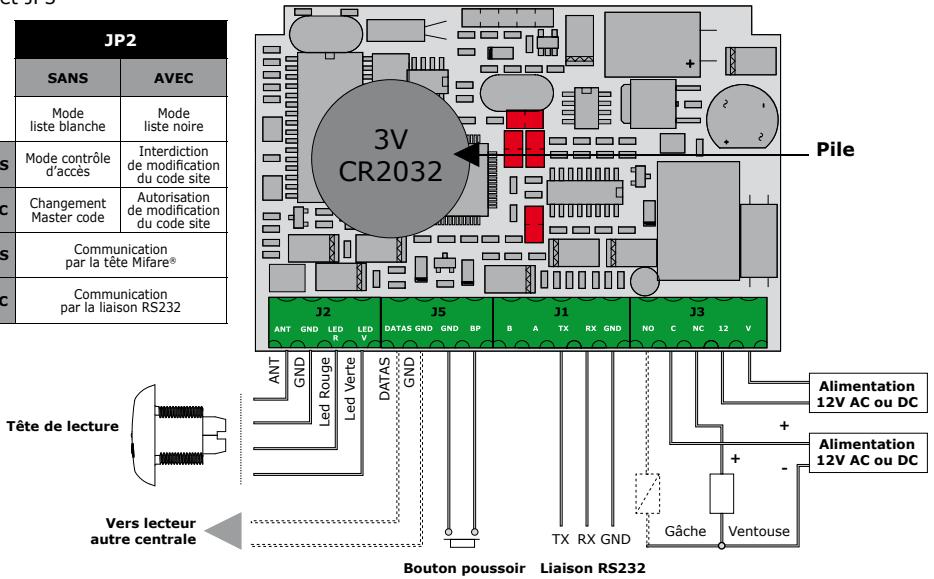 et JP3
JP2
SANS AVEC
Mode
liste blanche
Mode
liste noire
S
Mode contrôle
d'accès
Interdiction
de modification
du code site
C
Changement
Master code
Autorisation
de modification
du code site
S
Communication
par la tête Mifare®
C
Communication
par la liaison RS232
3V
CR2032
+
~
~
+
Pile
J2 J5 J1 J3
ANT GND LED R LED V DATAS GND GND BP B A TX RX GND NO C NC 12 V
ANT
GND
Led Rouge
Led Verte
DATAS
GND
Tête de lecture
Vers lecteur
autre centrale
Bouton poussoir
TX RX GND
Liaison RS232
Gâche
Ventouse
+
+
-
Alimentation
12V AC ou DC
Alimentation
12V AC ou DC